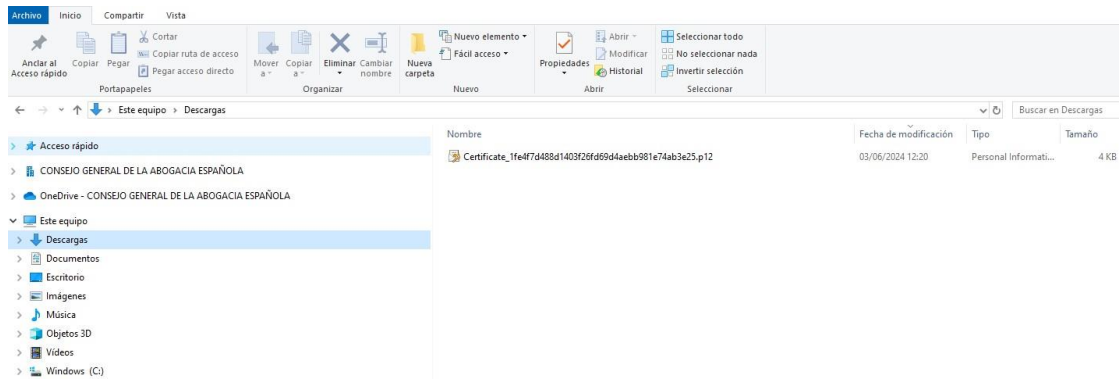 Archivo Inicio Compartir Vista
Anclar al Acceso rápido
Copiar
Pegar
Cortar
Copiar ruta de acceso
Pegar acceso directo
Portapapeles
Mover a
Copiar a
Eliminar
Cambiar nombre
Organizar
Nueva carpeta
Nuevo elemento
Fácil acceso
Nuevo
Propiedades
Abrir
Modificar
Historial
Abrir
Seleccionar todo
No seleccionar nada
Invertir selección
Seleccionar
Este equipo > Descargas
Buscar en Descargas
Acceso rápido
CONSEJO GENERAL DE LA ABOGACIA ESPAÑOLA
OneDrive - CONSEJO GENERAL DE LA ABOGACIA ESPAÑOLA
Este equipo
Descargas
Documentos
Escritorio
Imágenes
Música
Objetos 3D
Vídeos
Windows (C:)
Nombre Fecha de modificación Tipo Tamaño
Certificate_1fe4f7d488d1403f26fd69d4aebb981e74ab3e25.p12 03/06/2024 12:20 Personal Informati... 4 KB